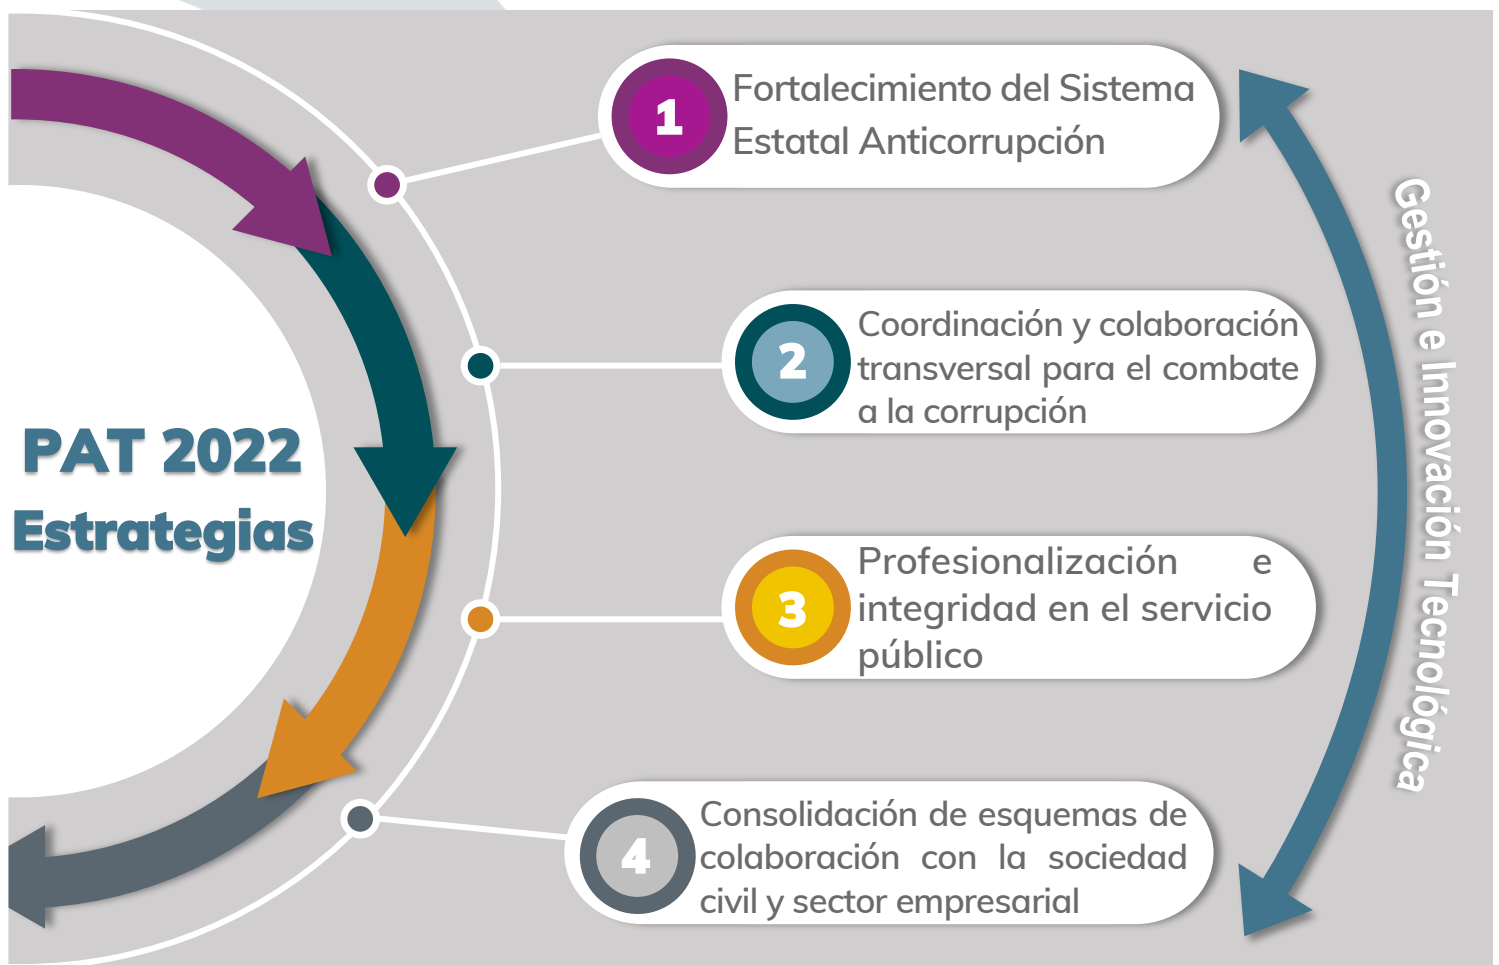 PAT 2022
Estrategias
1
Fortalecimiento del Sistema
Estatal Anticorrupción
2
Coordinación y colaboración
transversal para el combate
a la corrupción
3
Profesionalización e
integridad en el servicio
público
4
Consolidación de esquemas de
colaboración con la sociedad
civil y sector empresarial
Gestión e Innovación Tecnológica